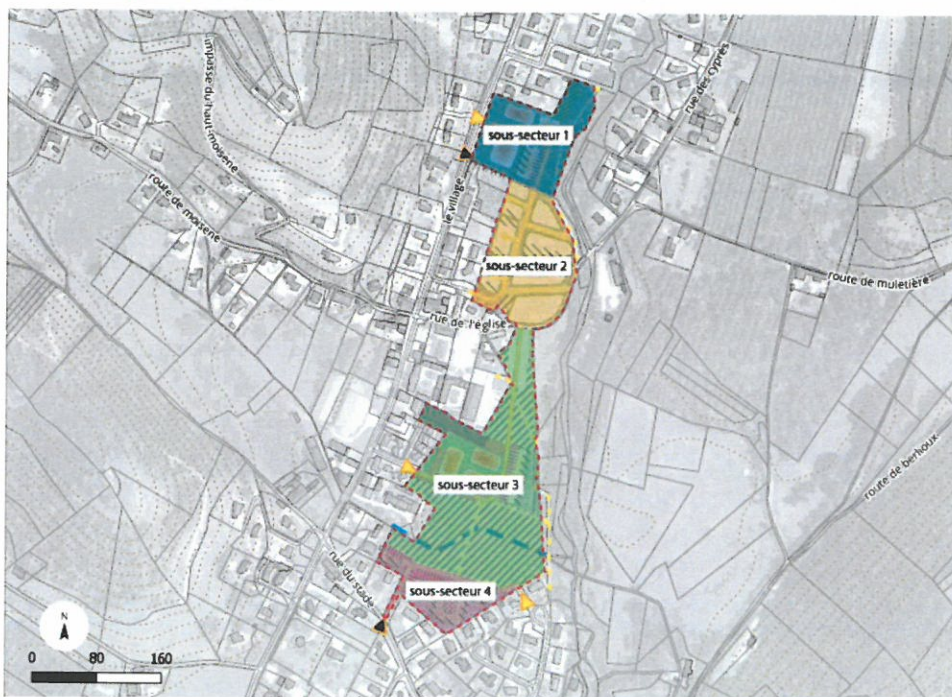 impasse du haut-moisene
rue des cyprès
sous-secteur 1
le village
route de moisene
sous-secteur 2
route de muletière
rue de l'église
sous-secteur 3
route de berhoux
rue du stade
sous-secteur 4
N
0 80 160